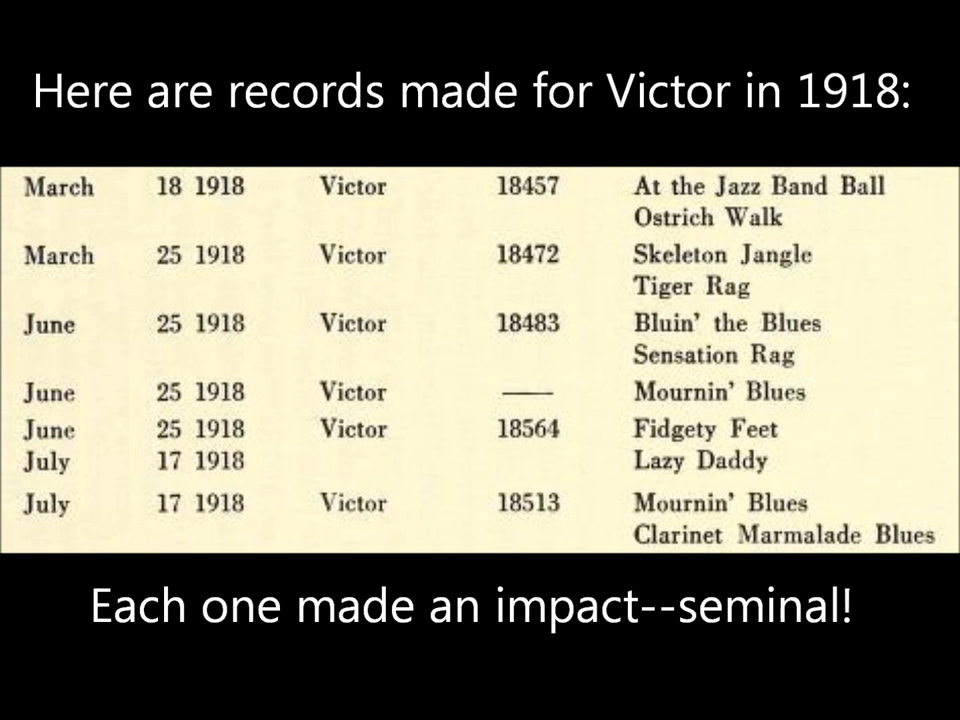 Here are records made for Victor in 1918:
March 18 1918 Victor 18457 At the Jazz Band Ball
Ostrich Walk
March 25 1918 Victor 18472 Skeleton Jangle
Tiger Rag
June 25 1918 Victor 18483 Bluin' the Blues
Sensation Rag
June 25 1918 Victor —— Mournin' Blues
June 25 1918 Victor 18564 Fidgety Feet
July 17 1918 Lazy Daddy
July 17 1918 Victor 18513 Mournin' Blues
Clarinet Marmalade Blues
Each one made an impact--seminal!